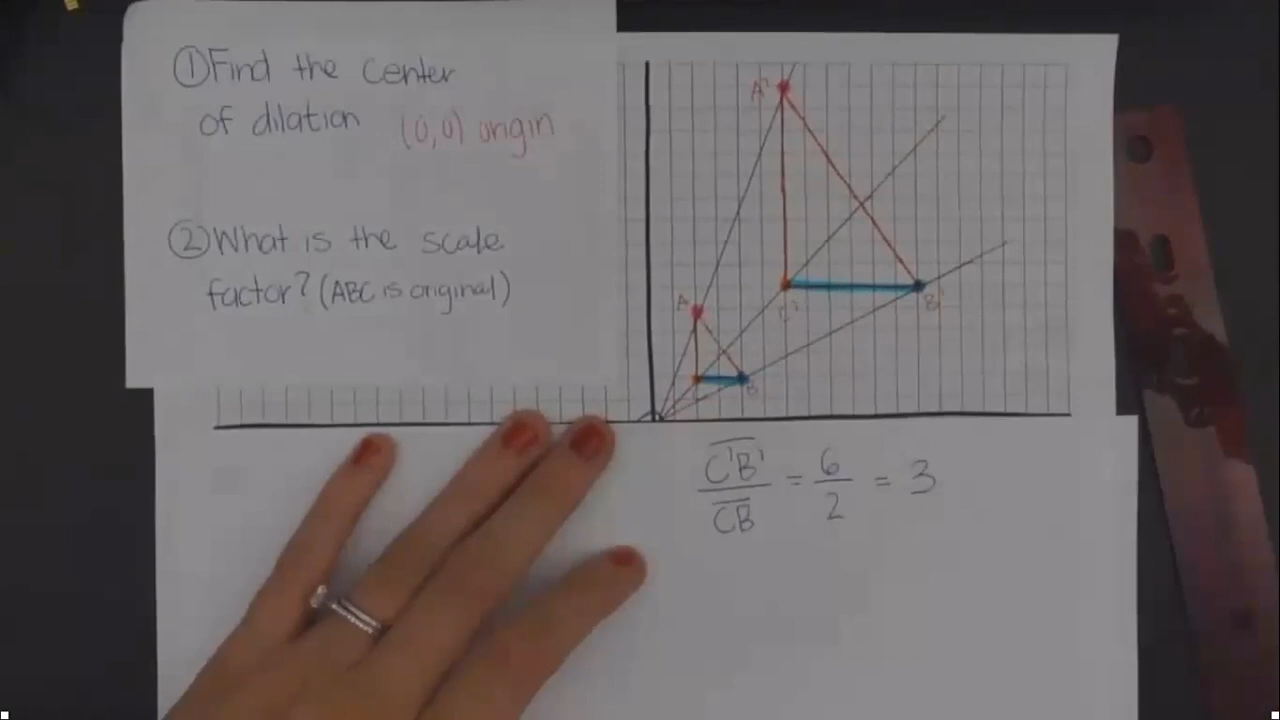 ①Find the center
of dilation (0,0) origin
②What is the scale
factor? (ABC is original)
A'
C'
B'
A
B
C'B' / CB = 6/2 = 3